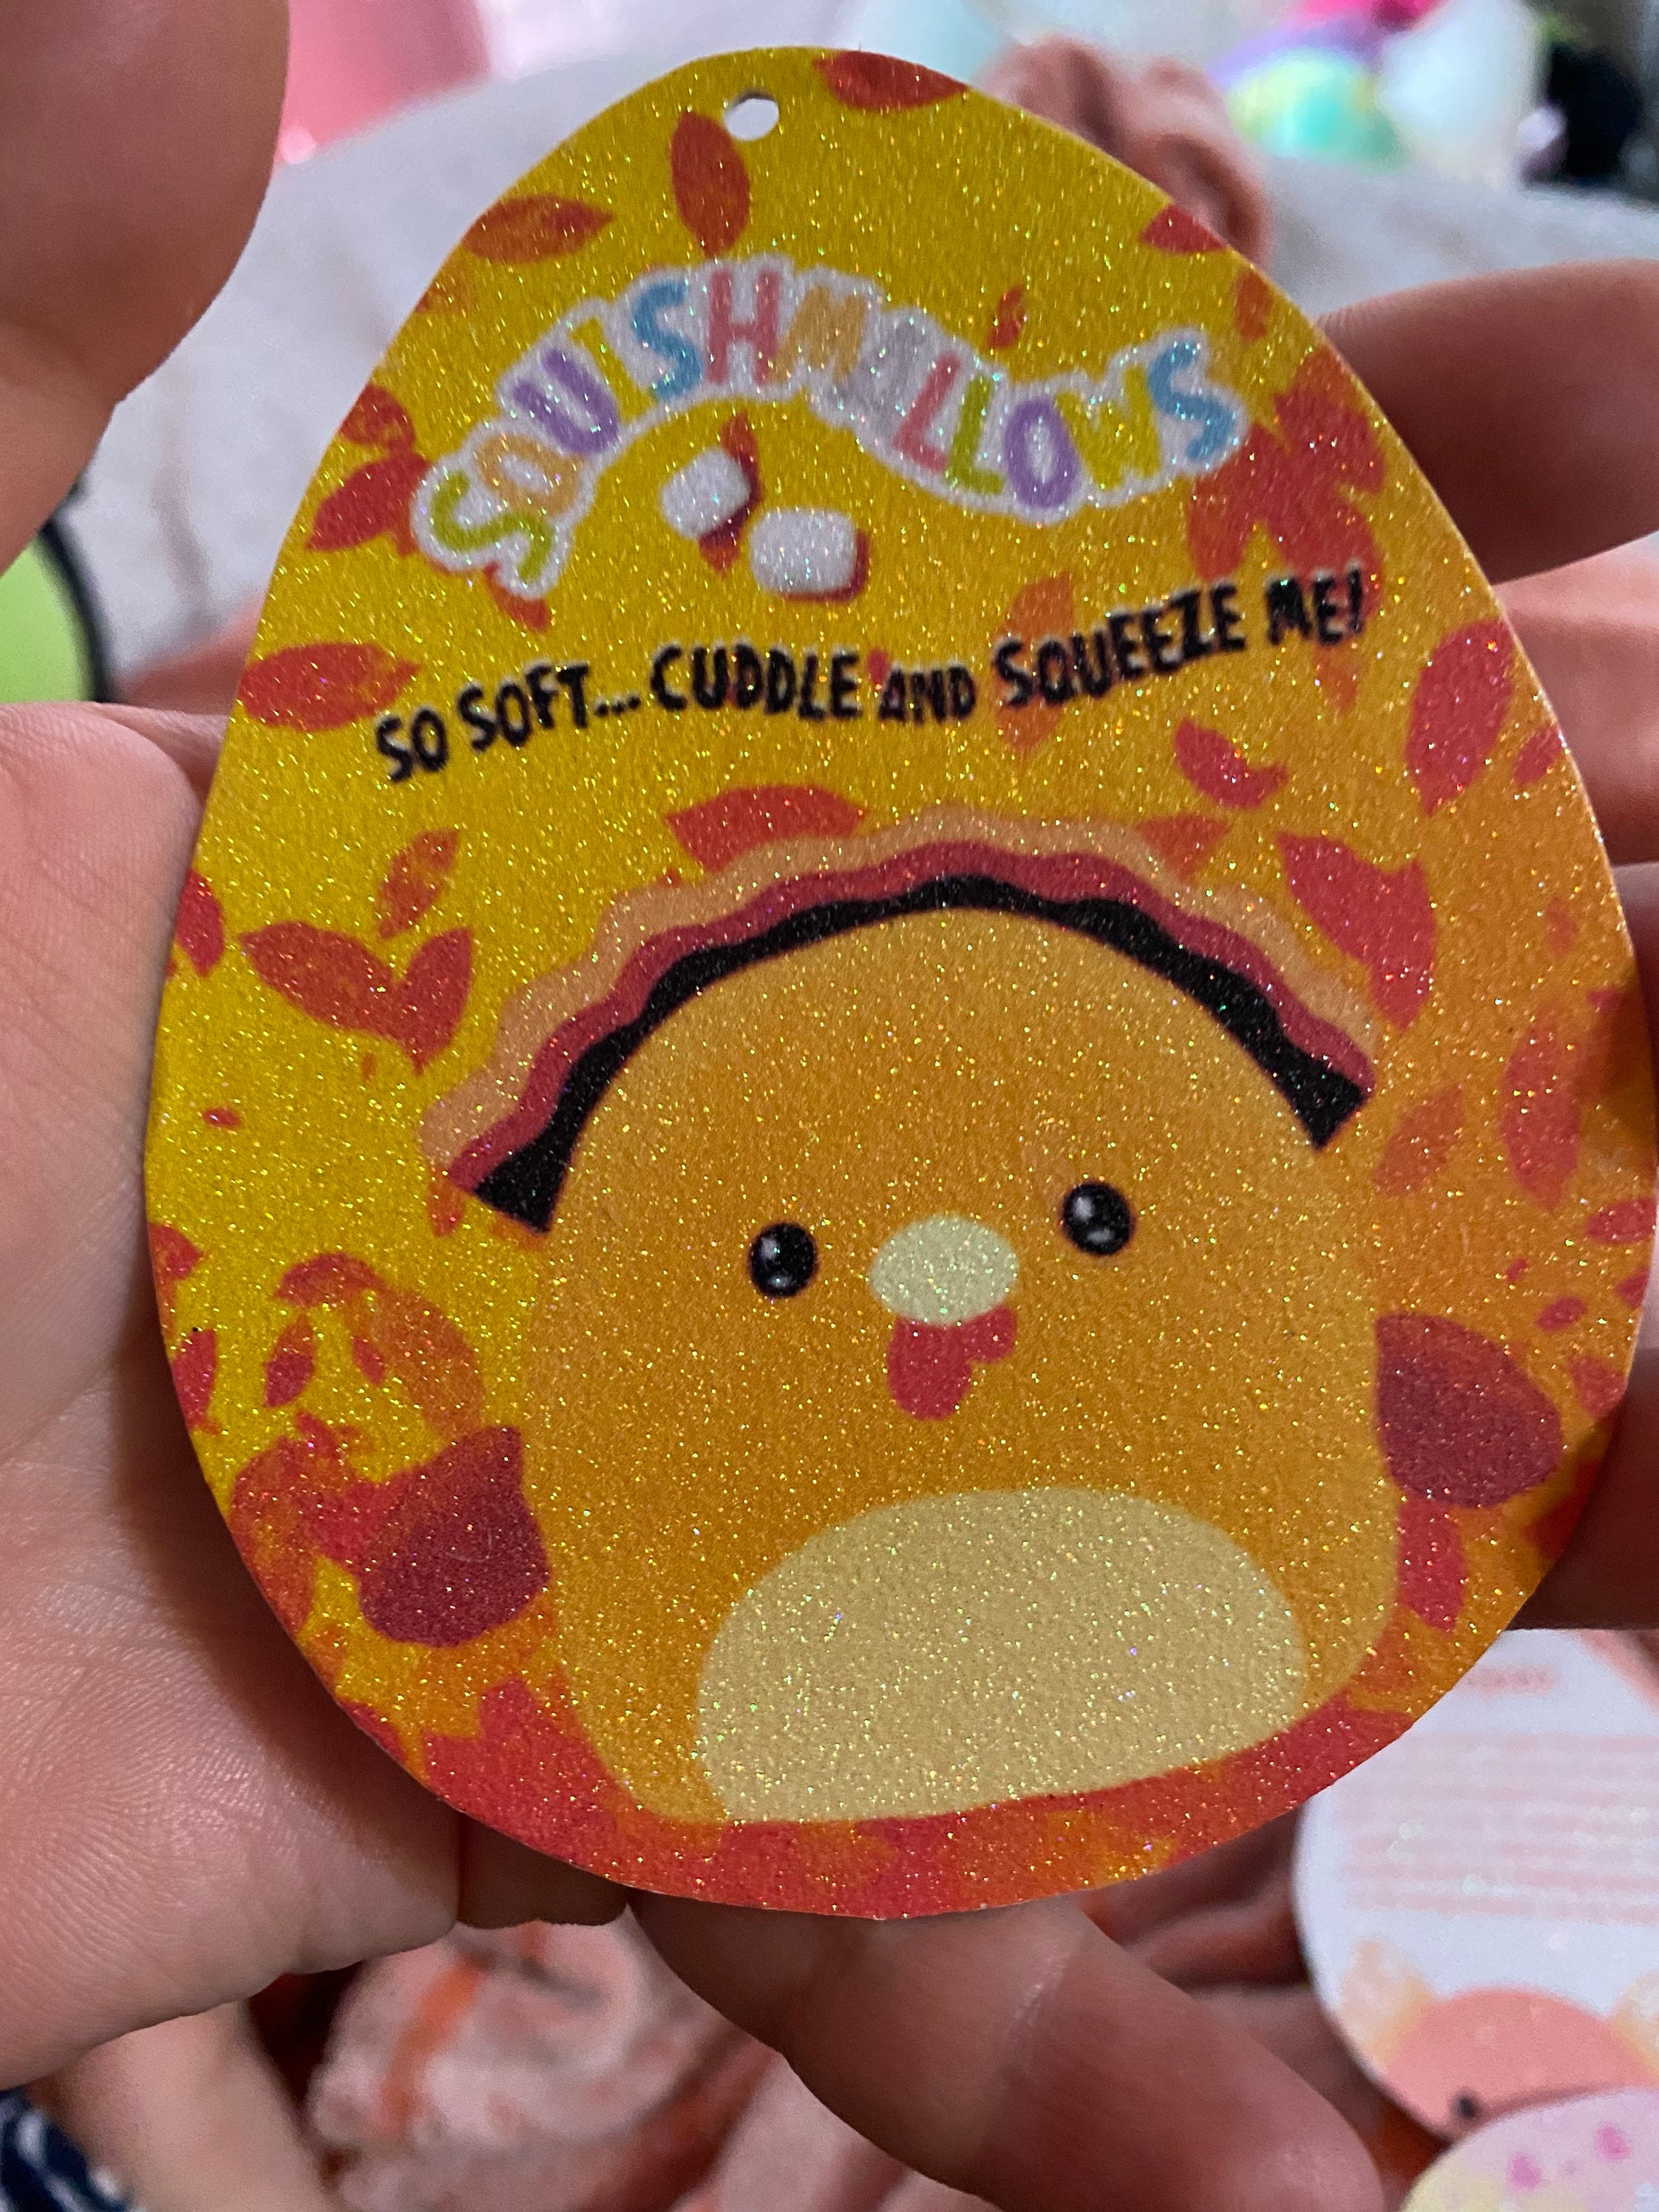 SQUISHMALLOWS
SO SOFT... CUDDLE AND SQUEEZE ME!